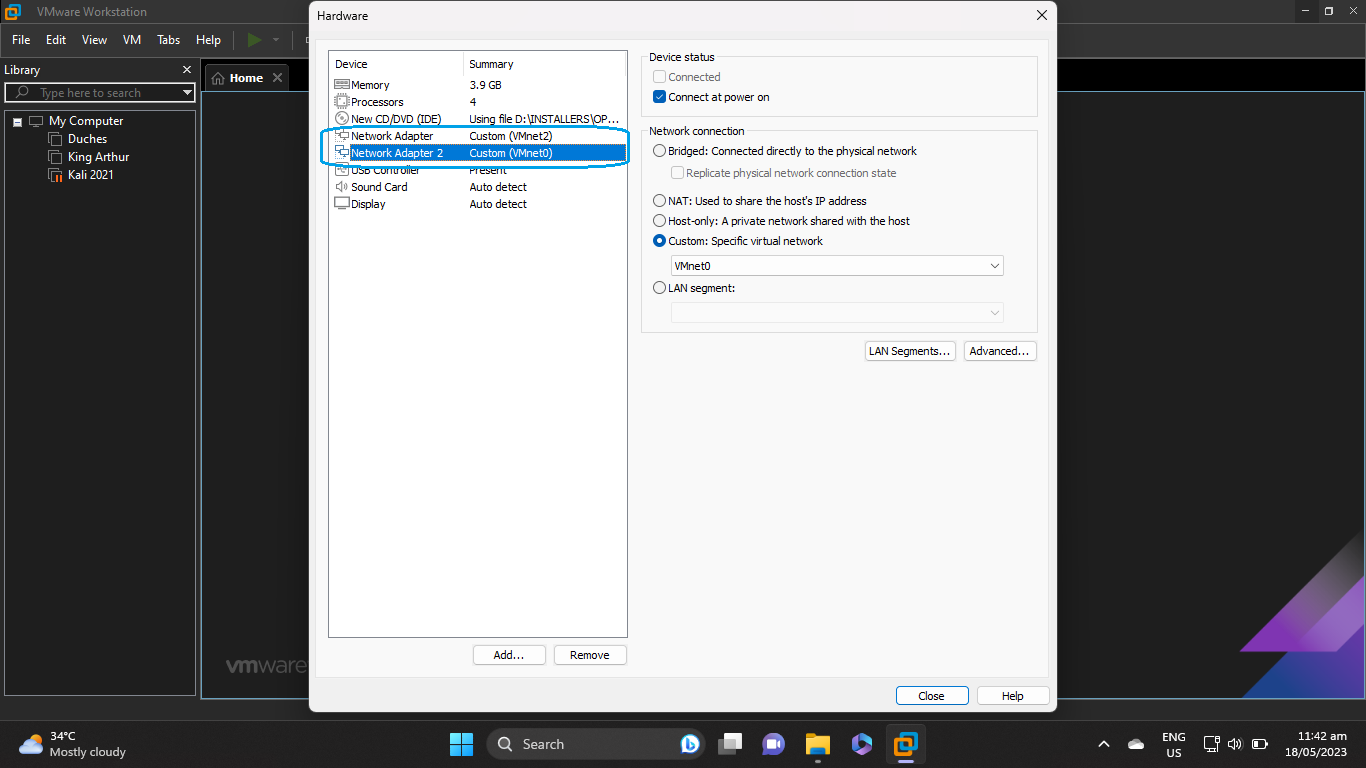 VMware Workstation
File Edit View VM Tabs Help
Library
Type here to search
My Computer
Duches
King Arthur
Kali 2021
Home
vmware
Hardware
Device Summary
Memory 3.9 GB
Processors 4
New CD/DVD (IDE) Using file D:\INSTALLERS\OP...
Network Adapter Custom (VMnet2)
Network Adapter 2 Custom (VMnet0)
USB Controller Present
Sound Card Auto detect
Display Auto detect
Add... Remove
Device status
Connected
Connect at power on
Network connection
Bridged: Connected directly to the physical network
Replicate physical network connection state
NAT: Used to share the host's IP address
Host-only: A private network shared with the host
Custom: Specific virtual network
VMnet0
LAN segment:
LAN Segments... Advanced...
Close Help
34°C
Mostly cloudy
Search
ENG
US
11:42 am
18/05/2023